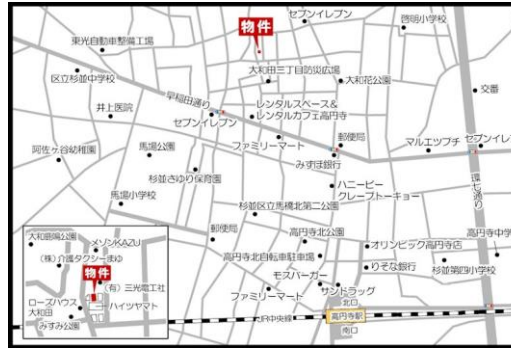 セブンイレブン
啓明小学校
物件
東光自動車整備工場
大和田三丁目防災広場
区立杉並中学校
大和花公園
交番
早稲田通り
井上医院
レンタルスペース&
レンタルカフェ高円寺
セブンイレブン
郵便局
ファミリーマート
マルエツプチ
セブンイレブン
阿佐ヶ谷幼稚園
馬場公園
みずほ銀行
環七通り
杉並さゆり保育園
ハニービー
クレープトーキョー
馬場小学校
杉並区立馬橋北第二公園
大和鹿鳴公園
郵便局
高円寺北公園
高円寺中学
メゾンKAZU
オリンピック高円寺店
(株)介護タクシーまゆ
高円寺北自転車駐車場
りそな銀行
杉並第四小学校
物件
モスバーガー
(有)三光電工社
サンドラッグ
ローズハウス
大和田
ハイツヤマト
ファミリーマート
北口
みすみ公園
JR中央線
高円寺駅
南口